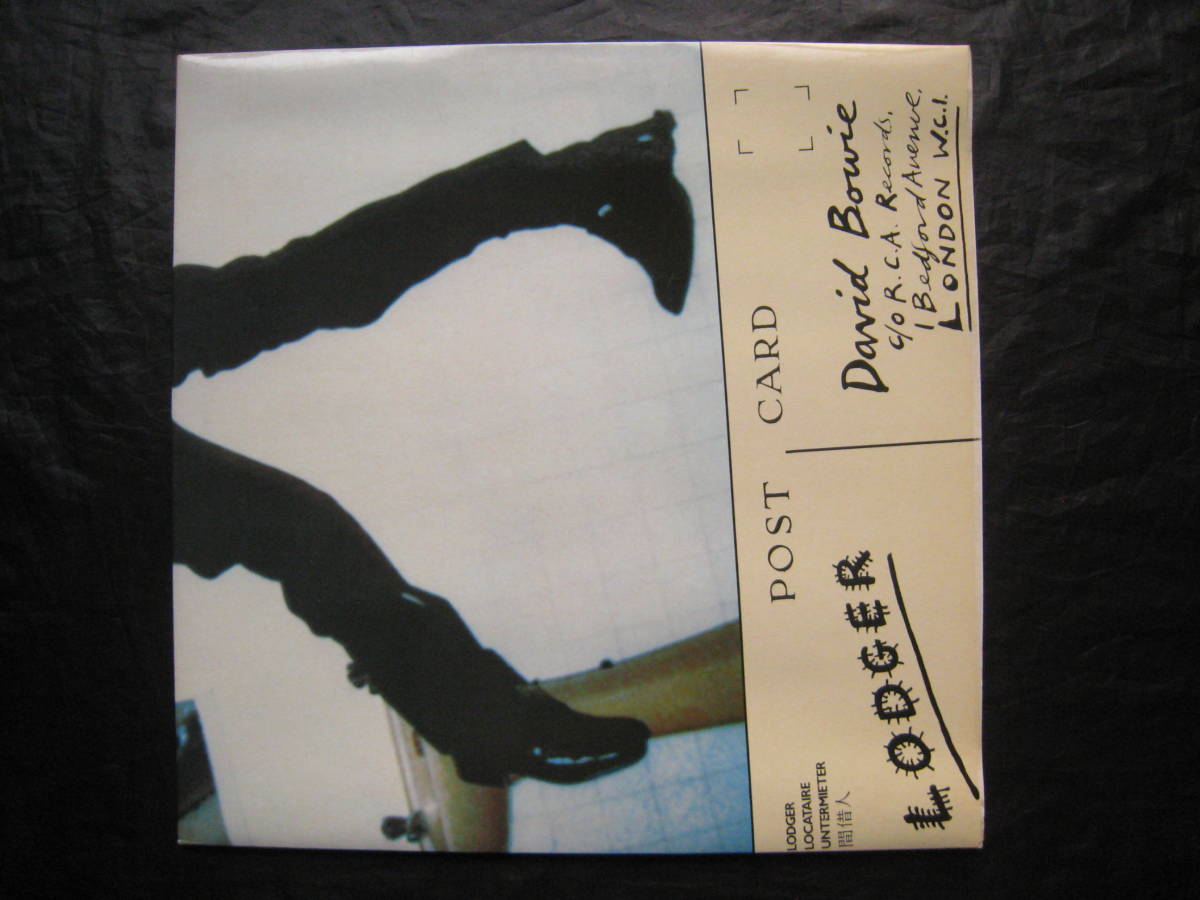 LODGER
LOCATAIRE
UNTERMIETER
間借人
POST CARD
LODGER
David Bowie
c/o R.C.A. Records,
1 Bedford Avenue,
LONDON W.C.1.